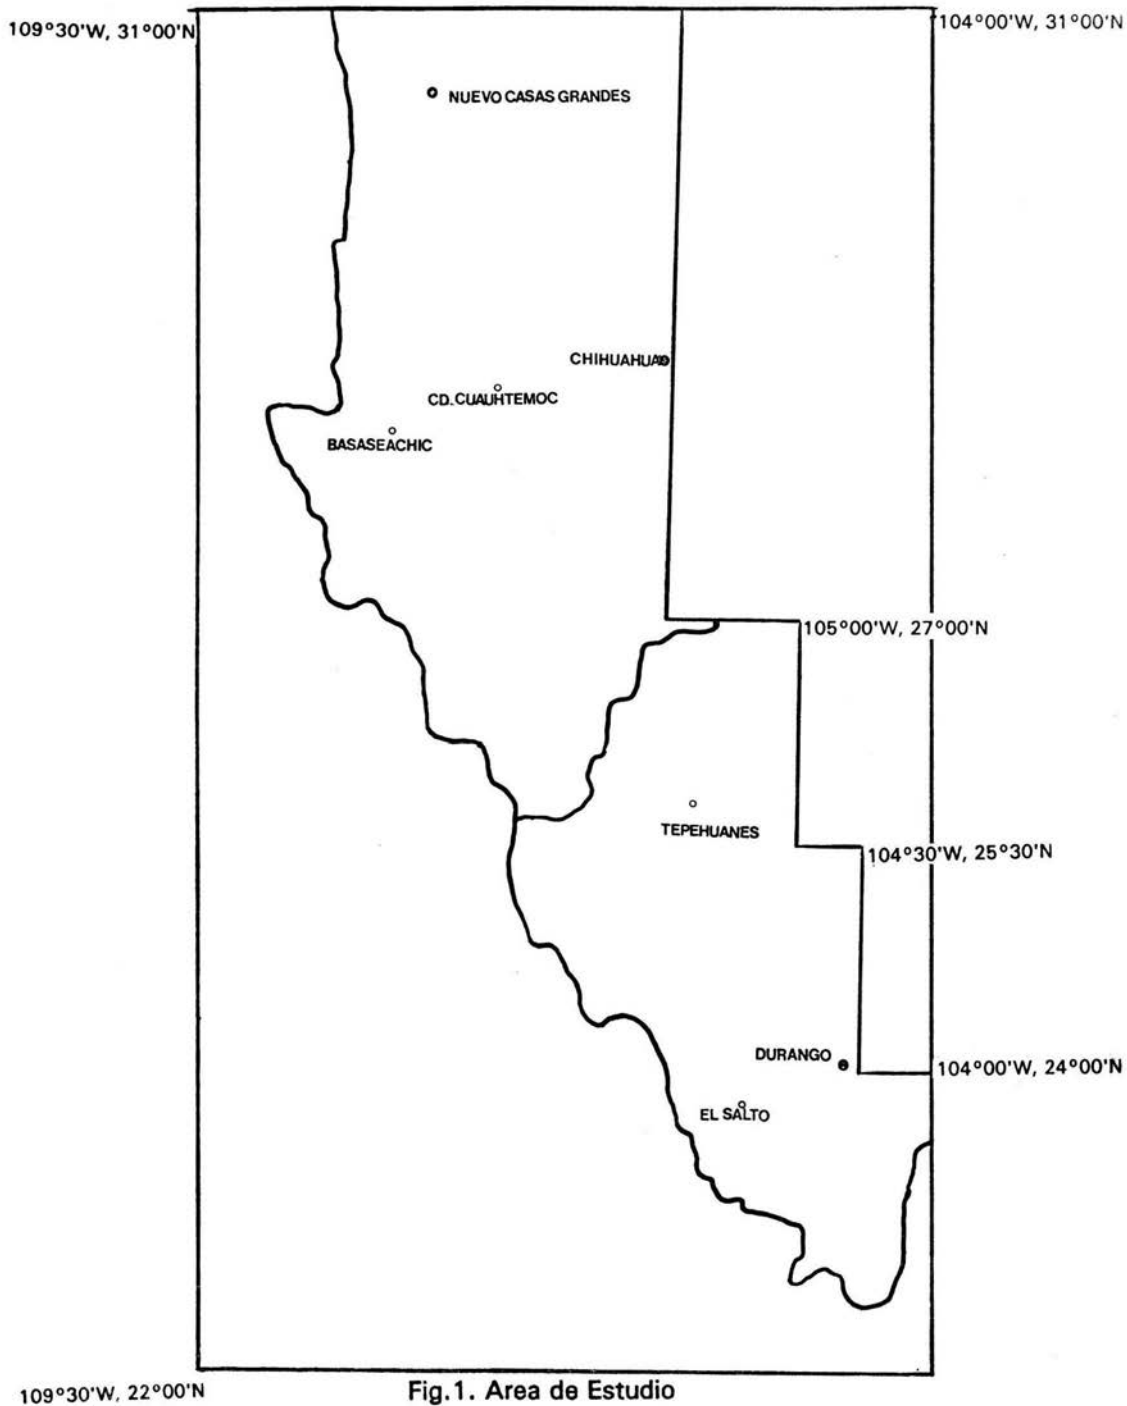 109°30'W, 31°00'N
104°00'W, 31°00'N
NUEVO CASAS GRANDES
CHIHUAHUA
CD. CUAUHTEMOC
BASASEACHIC
105°00'W, 27°00'N
TEPEHUANES
104°30'W, 25°30'N
DURANGO
104°00'W, 24°00'N
EL SALTO
109°30'W, 22°00'N
Fig.1. Area de Estudio